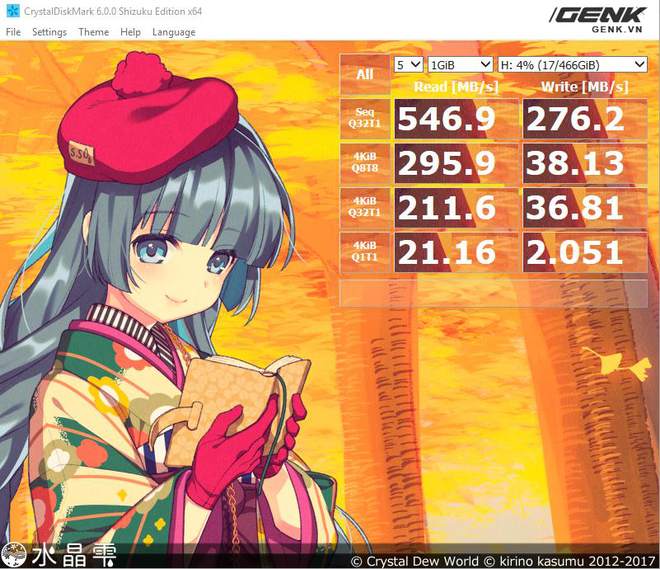 CrystalDiskMark 6.0.0 Shizuku Edition x64
GENK
GENK.VN
File Settings Theme Help Language
All 5 1GiB H: 4% (17/466GiB)
Read [MB/s] Write [MB/s]
Seq Q32T1 546.9 276.2
4KiB Q8T8 295.9 38.13
4KiB Q32T1 211.6 36.81
4KiB Q1T1 21.16 2.051
水晶雫
© Crystal Dew World © kirino kasumu 2012-2017